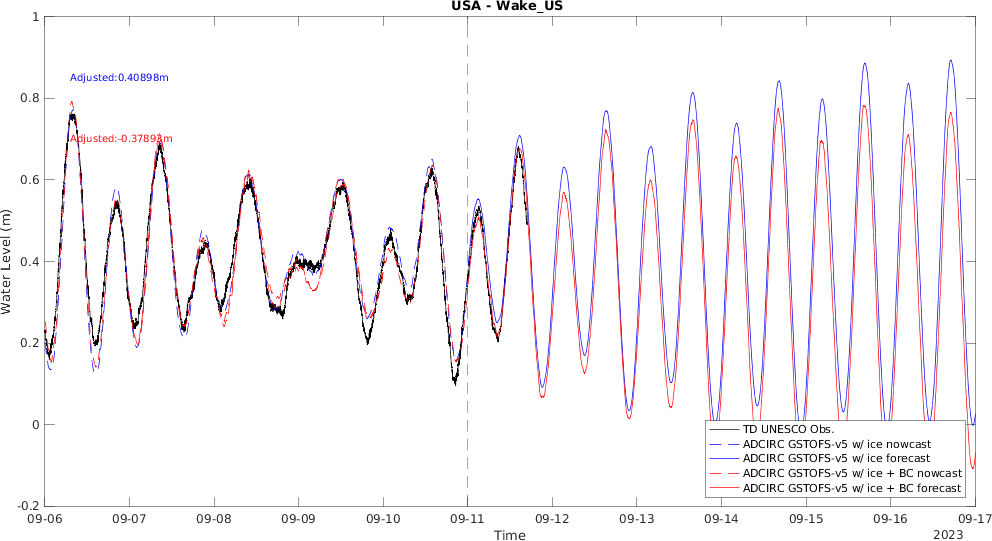 USA - Wake_US
1
0.8
0.6
0.4
0.2
0
-0.2
Water Level (m)
Adjusted:0.40898m
Adjusted:-0.37893m
TD UNESCO Obs.
ADCIRC GSTOFS-v5 w/ ice nowcast
ADCIRC GSTOFS-v5 w/ ice forecast
ADCIRC GSTOFS-v5 w/ ice + BC nowcast
ADCIRC GSTOFS-v5 w/ ice + BC forecast
09-06 09-07 09-08 09-09 09-10 09-11 09-12 09-13 09-14 09-15 09-16 09-17
Time
2023